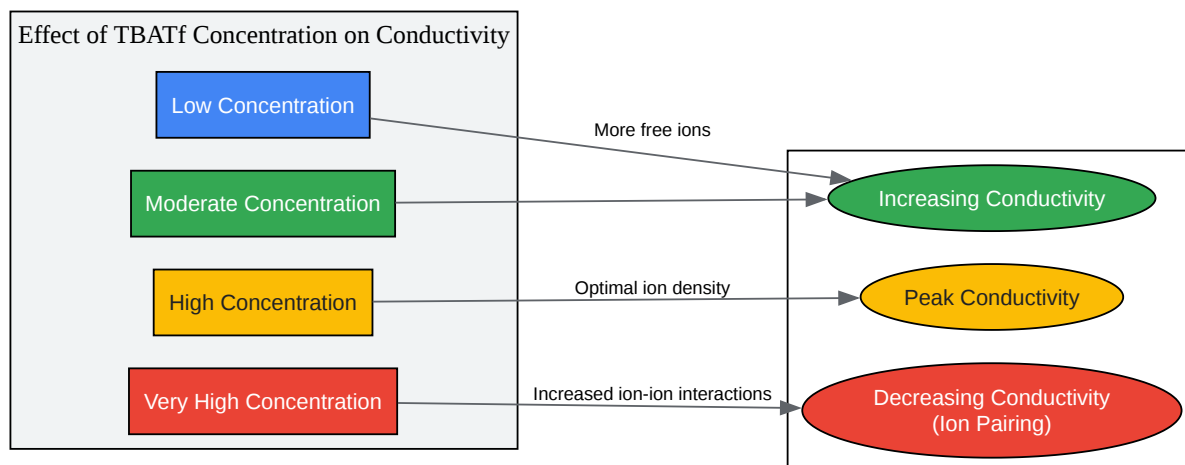 Effect of TBATf Concentration on Conductivity
Low Concentration
More free ions
Moderate Concentration
Increasing Conductivity
High Concentration
Optimal ion density
Peak Conductivity
Very High Concentration
Increased ion-ion interactions
Decreasing Conductivity
(Ion Pairing)